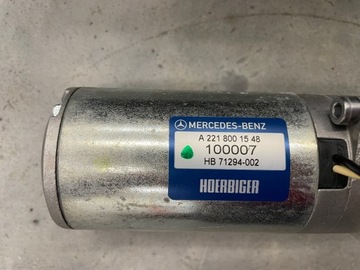 MERCEDES-BENZ
A 221 800 15 48
100007
HB 71294-002
HOERBIGER